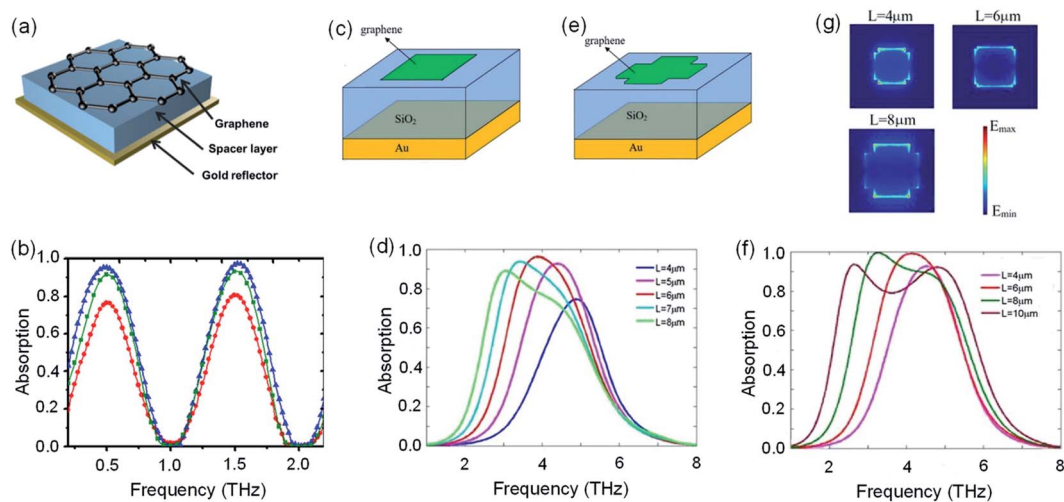 (a)
Graphene
Spacer layer
Gold reflector
(c)
graphene
SiO₂
Au
(e)
graphene
SiO₂
Au
(g)
L=4μm
L=6μm
L=8μm
Emax
Emin
(b)
Absorption
1.0
0.8
0.6
0.4
0.2
0.0
0.5
1.0
1.5
2.0
Frequency (THz)
(d)
Absorption
1.0
0.8
0.6
0.4
0.2
0.0
2
4
6
8
Frequency (THz)
L=4μm
L=5μm
L=6μm
L=7μm
L=8μm
(f)
Absorption
1.0
0.8
0.6
0.4
0.2
0.0
2
4
6
8
Frequency (THz)
L=4μm
L=6μm
L=8μm
L=10μm